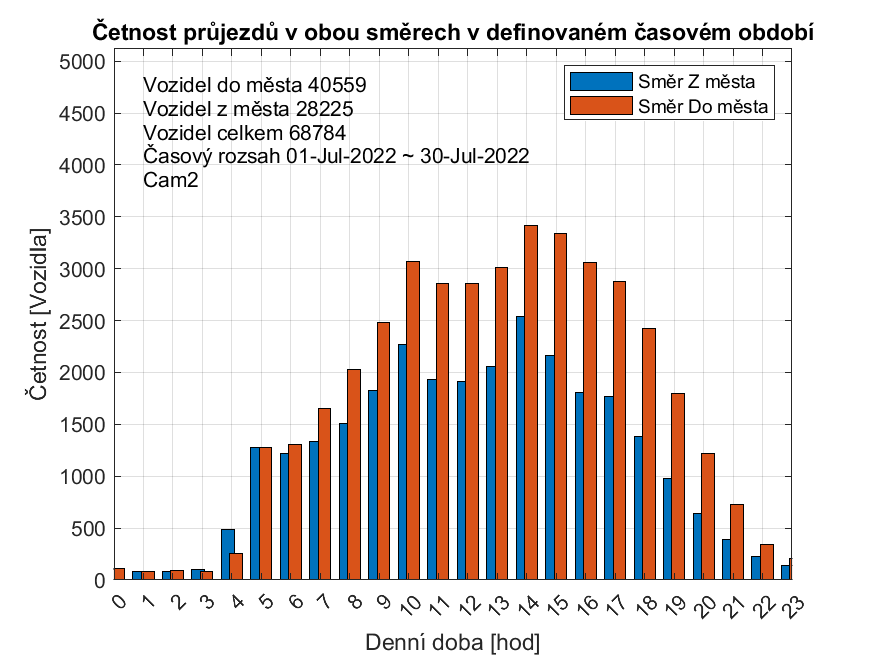 Četnost průjezdů v obou směrech v definovaném časovém období
Vozidel do města 40559
Vozidel z města 28225
Vozidel celkem 68784
Časový rozsah 01-Jul-2022 ~ 30-Jul-2022
Cam2
Směr Z města
Směr Do města
Četnost [Vozidla]
5000
4500
4000
3500
3000
2500
2000
1500
1000
500
0
0 1 2 3 4 5 6 7 8 9 10 11 12 13 14 15 16 17 18 19 20 21 22 23
Denní doba [hod]